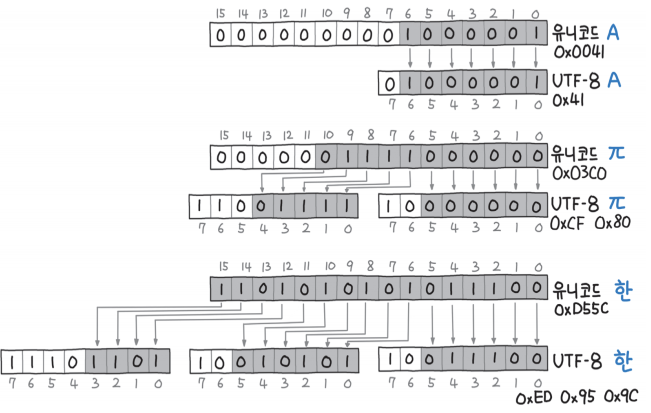 15 14 13 12 11 10 9 8 7 6 5 4 3 2 1 0
0 0 0 0 0 0 0 0 0 1 0 0 0 0 0 1 유니코드 A
0x0041
0 1 0 0 0 0 0 1 UTF-8 A
7 6 5 4 3 2 1 0 0x41
15 14 13 12 11 10 9 8 7 6 5 4 3 2 1 0
0 0 0 0 0 0 1 1 1 1 0 0 0 0 0 0 유니코드 π
0x03C0
1 1 0 0 1 1 1 1 1 0 0 0 0 0 0 0 UTF-8 π
7 6 5 4 3 2 1 0 7 6 5 4 3 2 1 0 0xCF 0x80
15 14 13 12 11 10 9 8 7 6 5 4 3 2 1 0
1 1 0 1 0 1 0 1 0 1 0 1 1 1 0 0 유니코드 한
0xD55C
1 1 1 0 1 1 0 1 1 0 0 1 0 1 0 1 1 0 0 1 1 1 0 0 UTF-8 한
7 6 5 4 3 2 1 0 7 6 5 4 3 2 1 0 7 6 5 4 3 2 1 0
0xED 0x95 0x9C